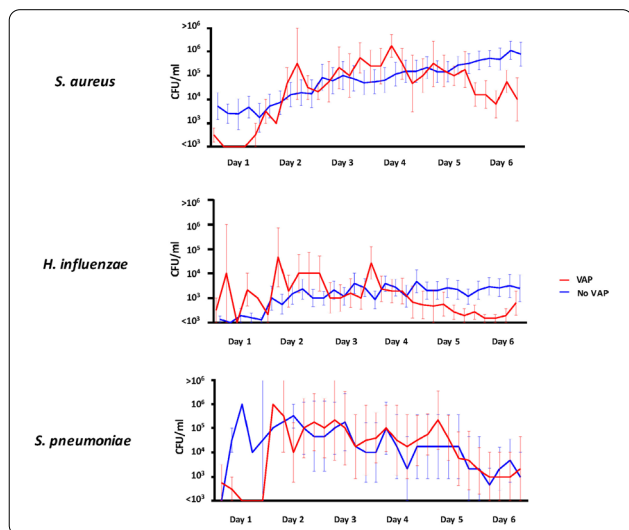 S. aureus
CFU/ml
>10⁶
10⁶
10⁵
10⁴
10³
<10³
Day 1 Day 2 Day 3 Day 4 Day 5 Day 6
H. influenzae
CFU/ml
>10⁶
10⁶
10⁵
10⁴
10³
<10³
Day 1 Day 2 Day 3 Day 4 Day 5 Day 6
VAP
No VAP
S. pneumoniae
CFU/ml
>10⁶
10⁶
10⁵
10⁴
10³
<10³
Day 1 Day 2 Day 3 Day 4 Day 5 Day 6